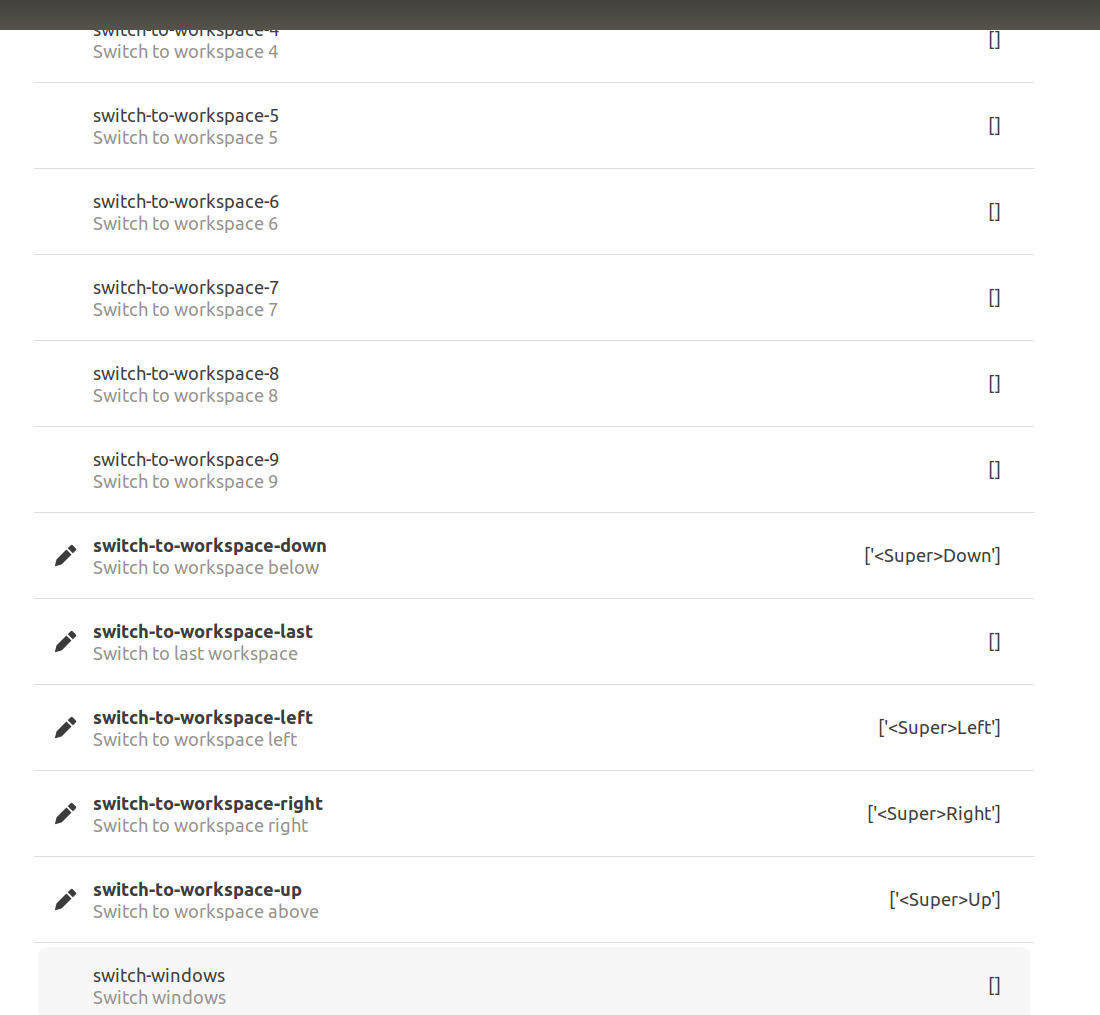 switch-to-workspace-4
Switch to workspace 4
[]
switch-to-workspace-5
Switch to workspace 5
[]
switch-to-workspace-6
Switch to workspace 6
[]
switch-to-workspace-7
Switch to workspace 7
[]
switch-to-workspace-8
Switch to workspace 8
[]
switch-to-workspace-9
Switch to workspace 9
[]
switch-to-workspace-down
Switch to workspace below
['<Super>Down']
switch-to-workspace-last
Switch to last workspace
[]
switch-to-workspace-left
Switch to workspace left
['<Super>Left']
switch-to-workspace-right
Switch to workspace right
['<Super>Right']
switch-to-workspace-up
Switch to workspace above
['<Super>Up']
switch-windows
Switch windows
[]